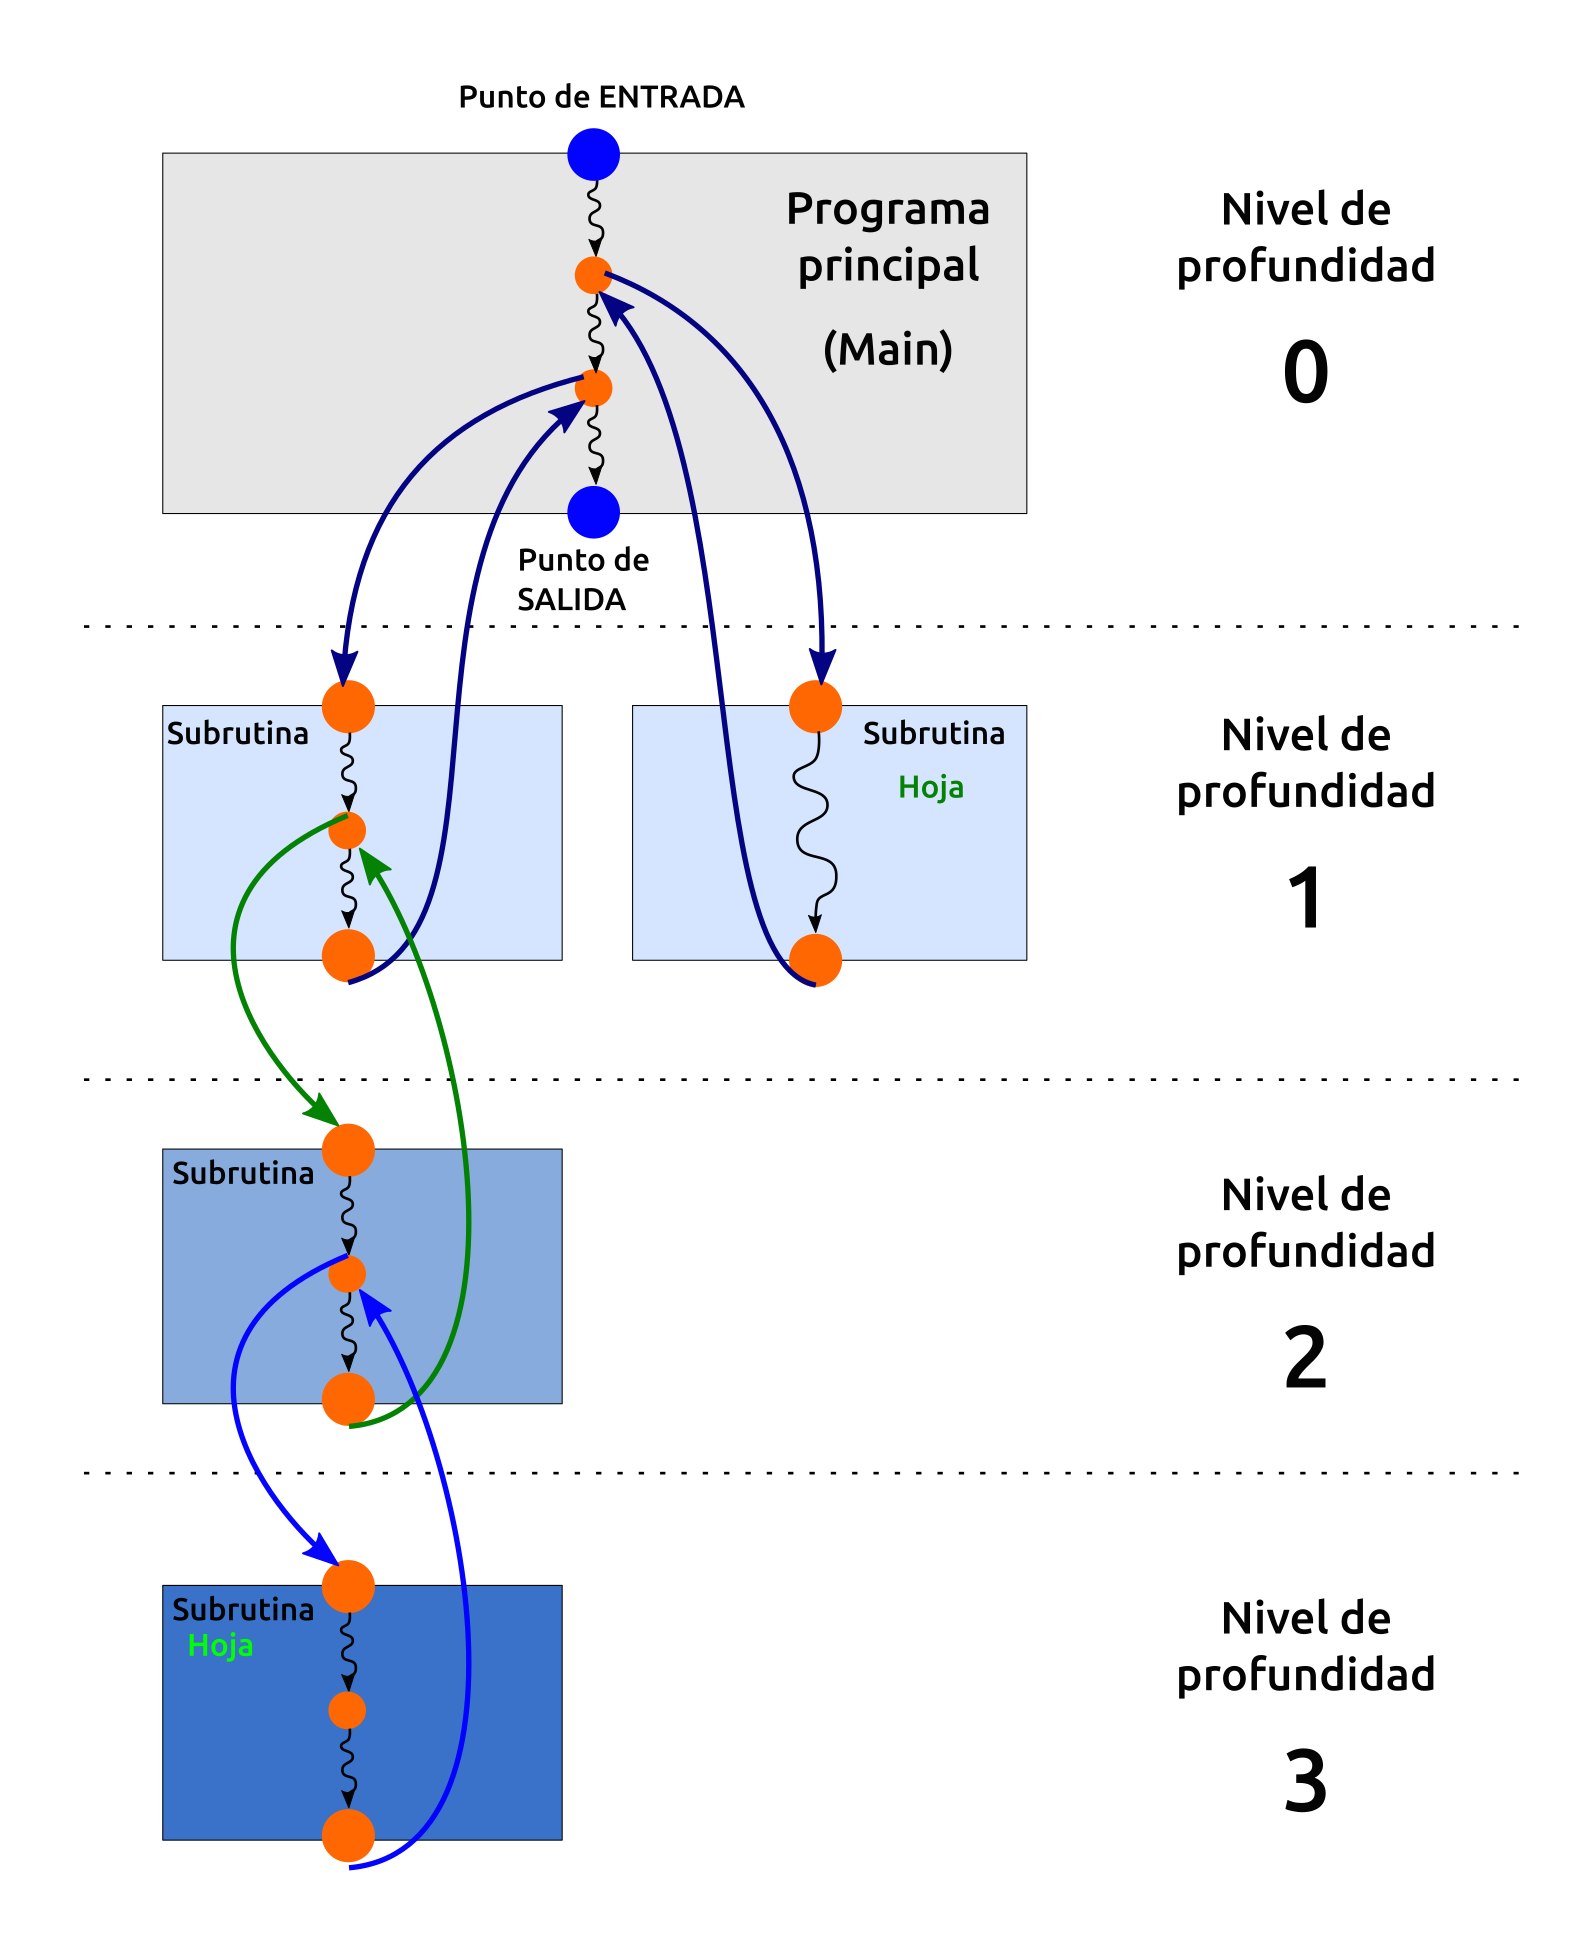 Punto de ENTRADA
Programa
principal
(Main)
Nivel de
profundidad
0
Punto de
SALIDA
Subrutina
Subrutina
Hoja
Nivel de
profundidad
1
Subrutina
Nivel de
profundidad
2
Subrutina
Hoja
Nivel de
profundidad
3